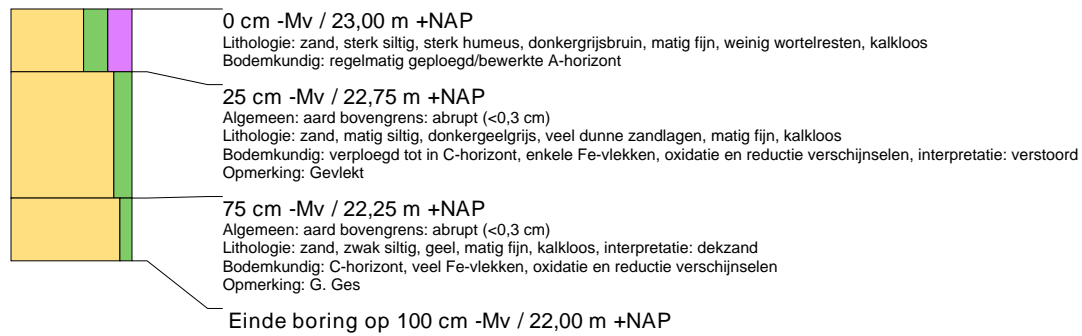 0 cm -Mv / 23,00 m +NAP
Lithologie: zand, sterk siltig, sterk humeus, donkergrijsbruin, matig fijn, weinig wortelresten, kalkloos
Bodemkundig: regelmatig geploegd/bewerkte A-horizont
25 cm -Mv / 22,75 m +NAP
Algemeen: aard bovengrens: abrupt (<0,3 cm)
Lithologie: zand, matig siltig, donkergeelgrijs, veel dunne zandlagen, matig fijn, kalkloos
Bodemkundig: verploegd tot in C-horizont, enkele Fe-vlekken, oxidatie en reductie verschijnselen, interpretatie: verstoord
Opmerking: Gevlekt
75 cm -Mv / 22,25 m +NAP
Algemeen: aard bovengrens: abrupt (<0,3 cm)
Lithologie: zand, zwak siltig, geel, matig fijn, kalkloos, interpretatie: dekzand
Bodemkundig: C-horizont, veel Fe-vlekken, oxidatie en reductie verschijnselen
Opmerking: G. Ges
Einde boring op 100 cm -Mv / 22,00 m +NAP